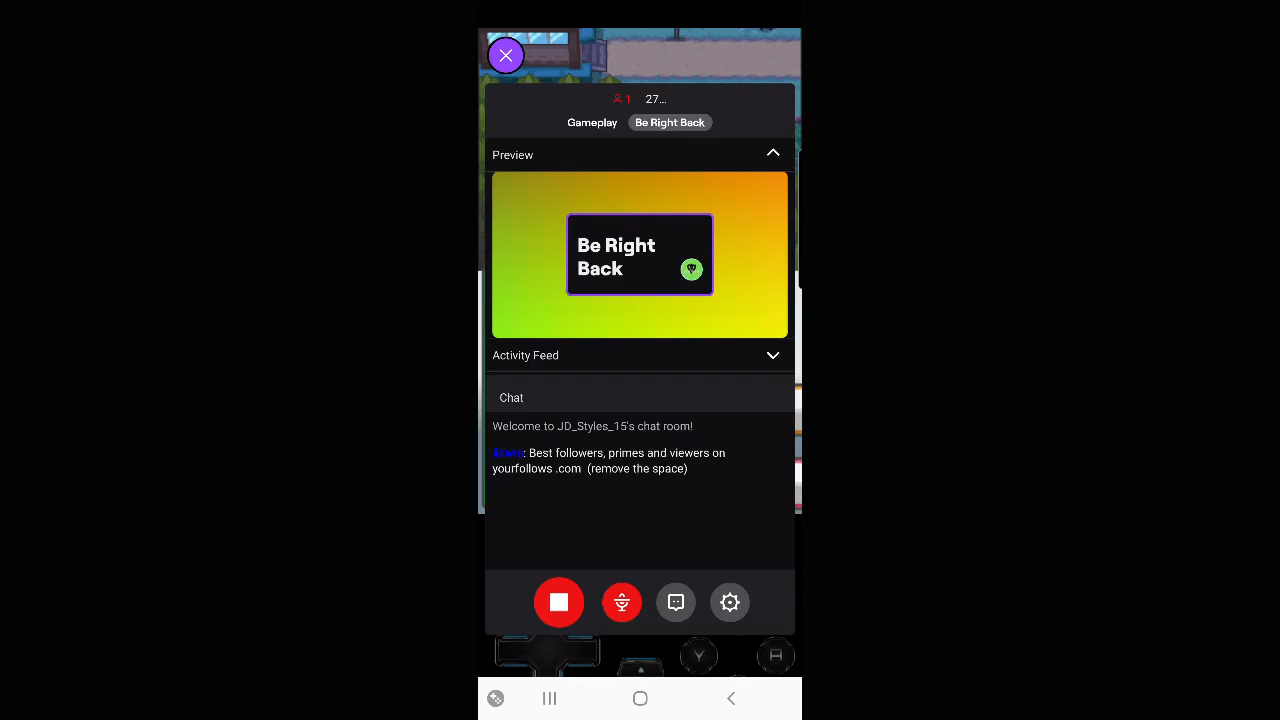 1 27...
Gameplay Be Right Back
Preview
Be Right
Back
Activity Feed
Chat
Welcome to JD_Styles_15's chat room!
: Best followers, primes and viewers on
yourfollows .com (remove the space)